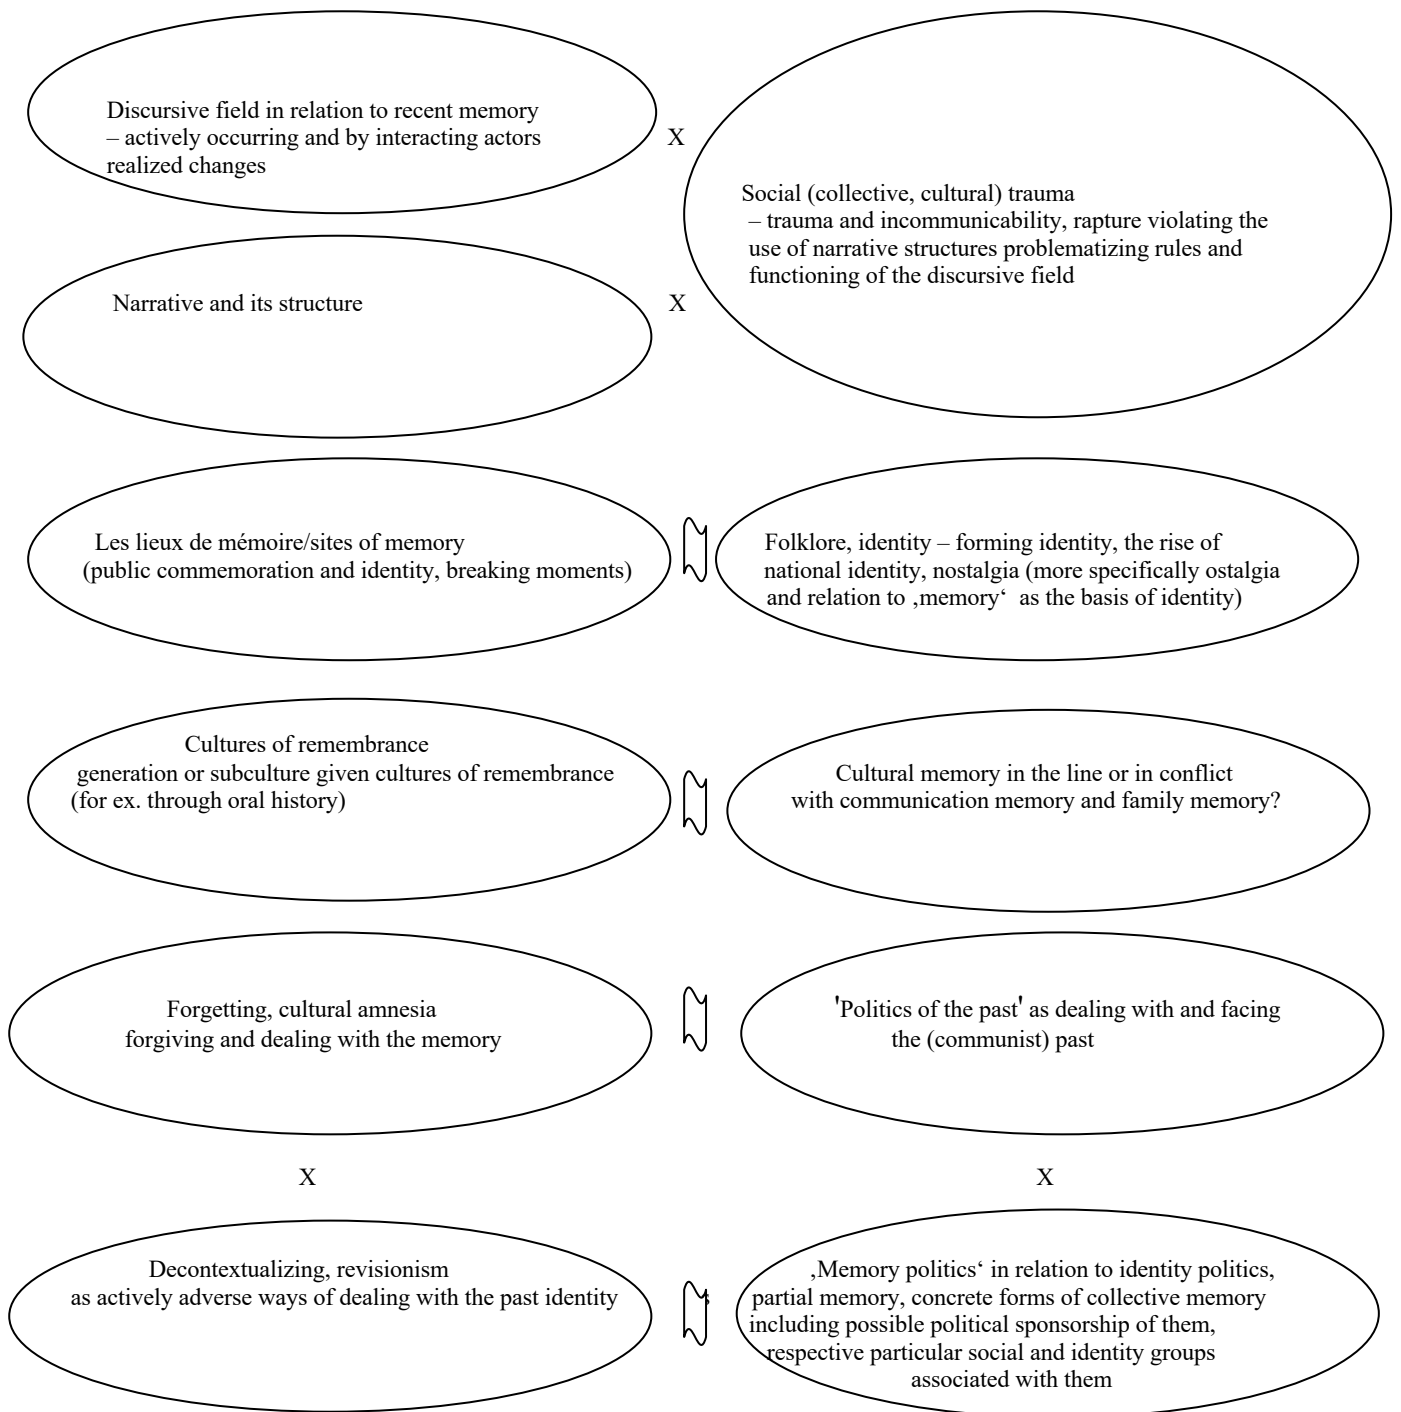 Discursive field in relation to recent memory
– actively occurring and by interacting actors
realized changes
X
Social (collective, cultural) trauma
– trauma and incommunicability, rapture violating the
use of narrative structures problematizing rules and
functioning of the discursive field
Narrative and its structure
X
Les lieux de mémoire/sites of memory
(public commemoration and identity, breaking moments)
Folklore, identity – forming identity, the rise of
national identity, nostalgia (more specifically ostalgia
and relation to ‚memory‘ as the basis of identity)
Cultures of remembrance
generation or subculture given cultures of remembrance
(for ex. through oral history)
Cultural memory in the line or in conflict
with communication memory and family memory?
Forgetting, cultural amnesia
forgiving and dealing with the memory
'Politics of the past' as dealing with and facing
the (communist) past
X
X
Decontextualizing, revisionism
as actively adverse ways of dealing with the past identity
‚Memory politics‘ in relation to identity politics,
partial memory, concrete forms of collective memory
including possible political sponsorship of them,
respective particular social and identity groups
associated with them